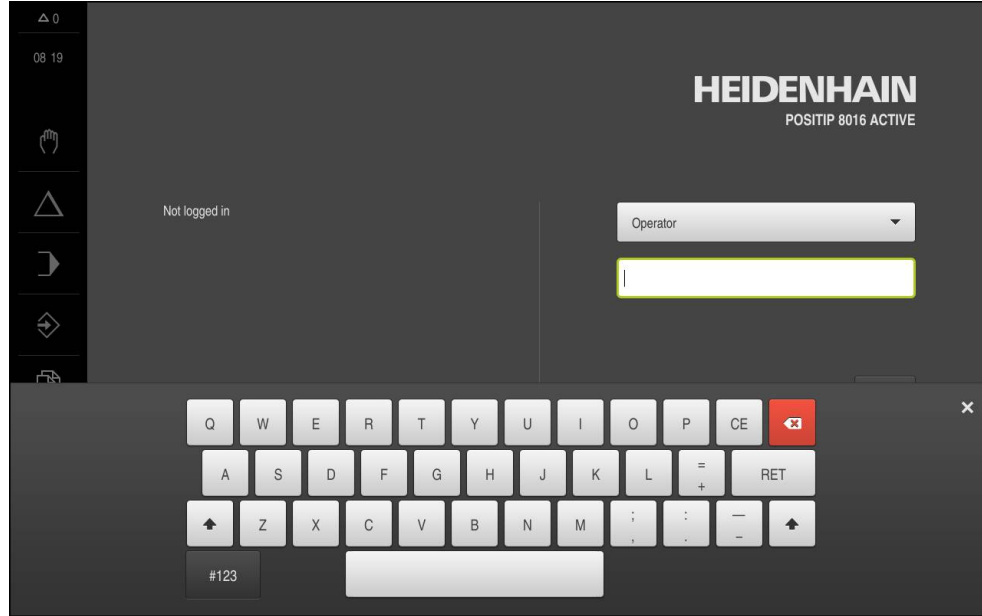 0
08 19
HEIDENHAIN
POSITIP 8016 ACTIVE
Not logged in
Operator
Q W E R T Y U I O P CE
A S D F G H J K L = + RET
Z X C V B N M ; , : . — –
#123